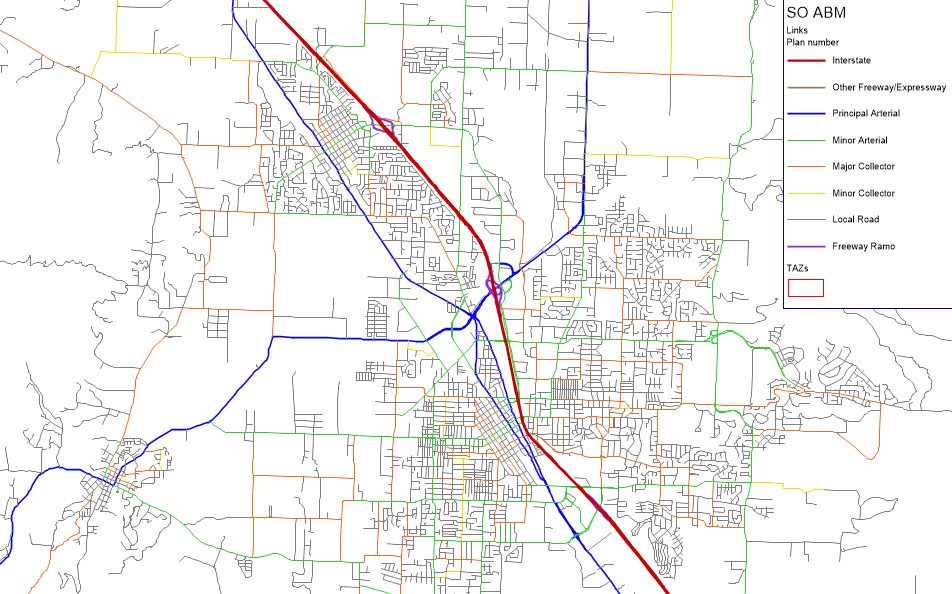 SO ABM
Links
Plan number
Interstate
Other Freeway/Expressway
Principal Arterial
Minor Arterial
Major Collector
Minor Collector
Local Road
Freeway Ramo
TAZs